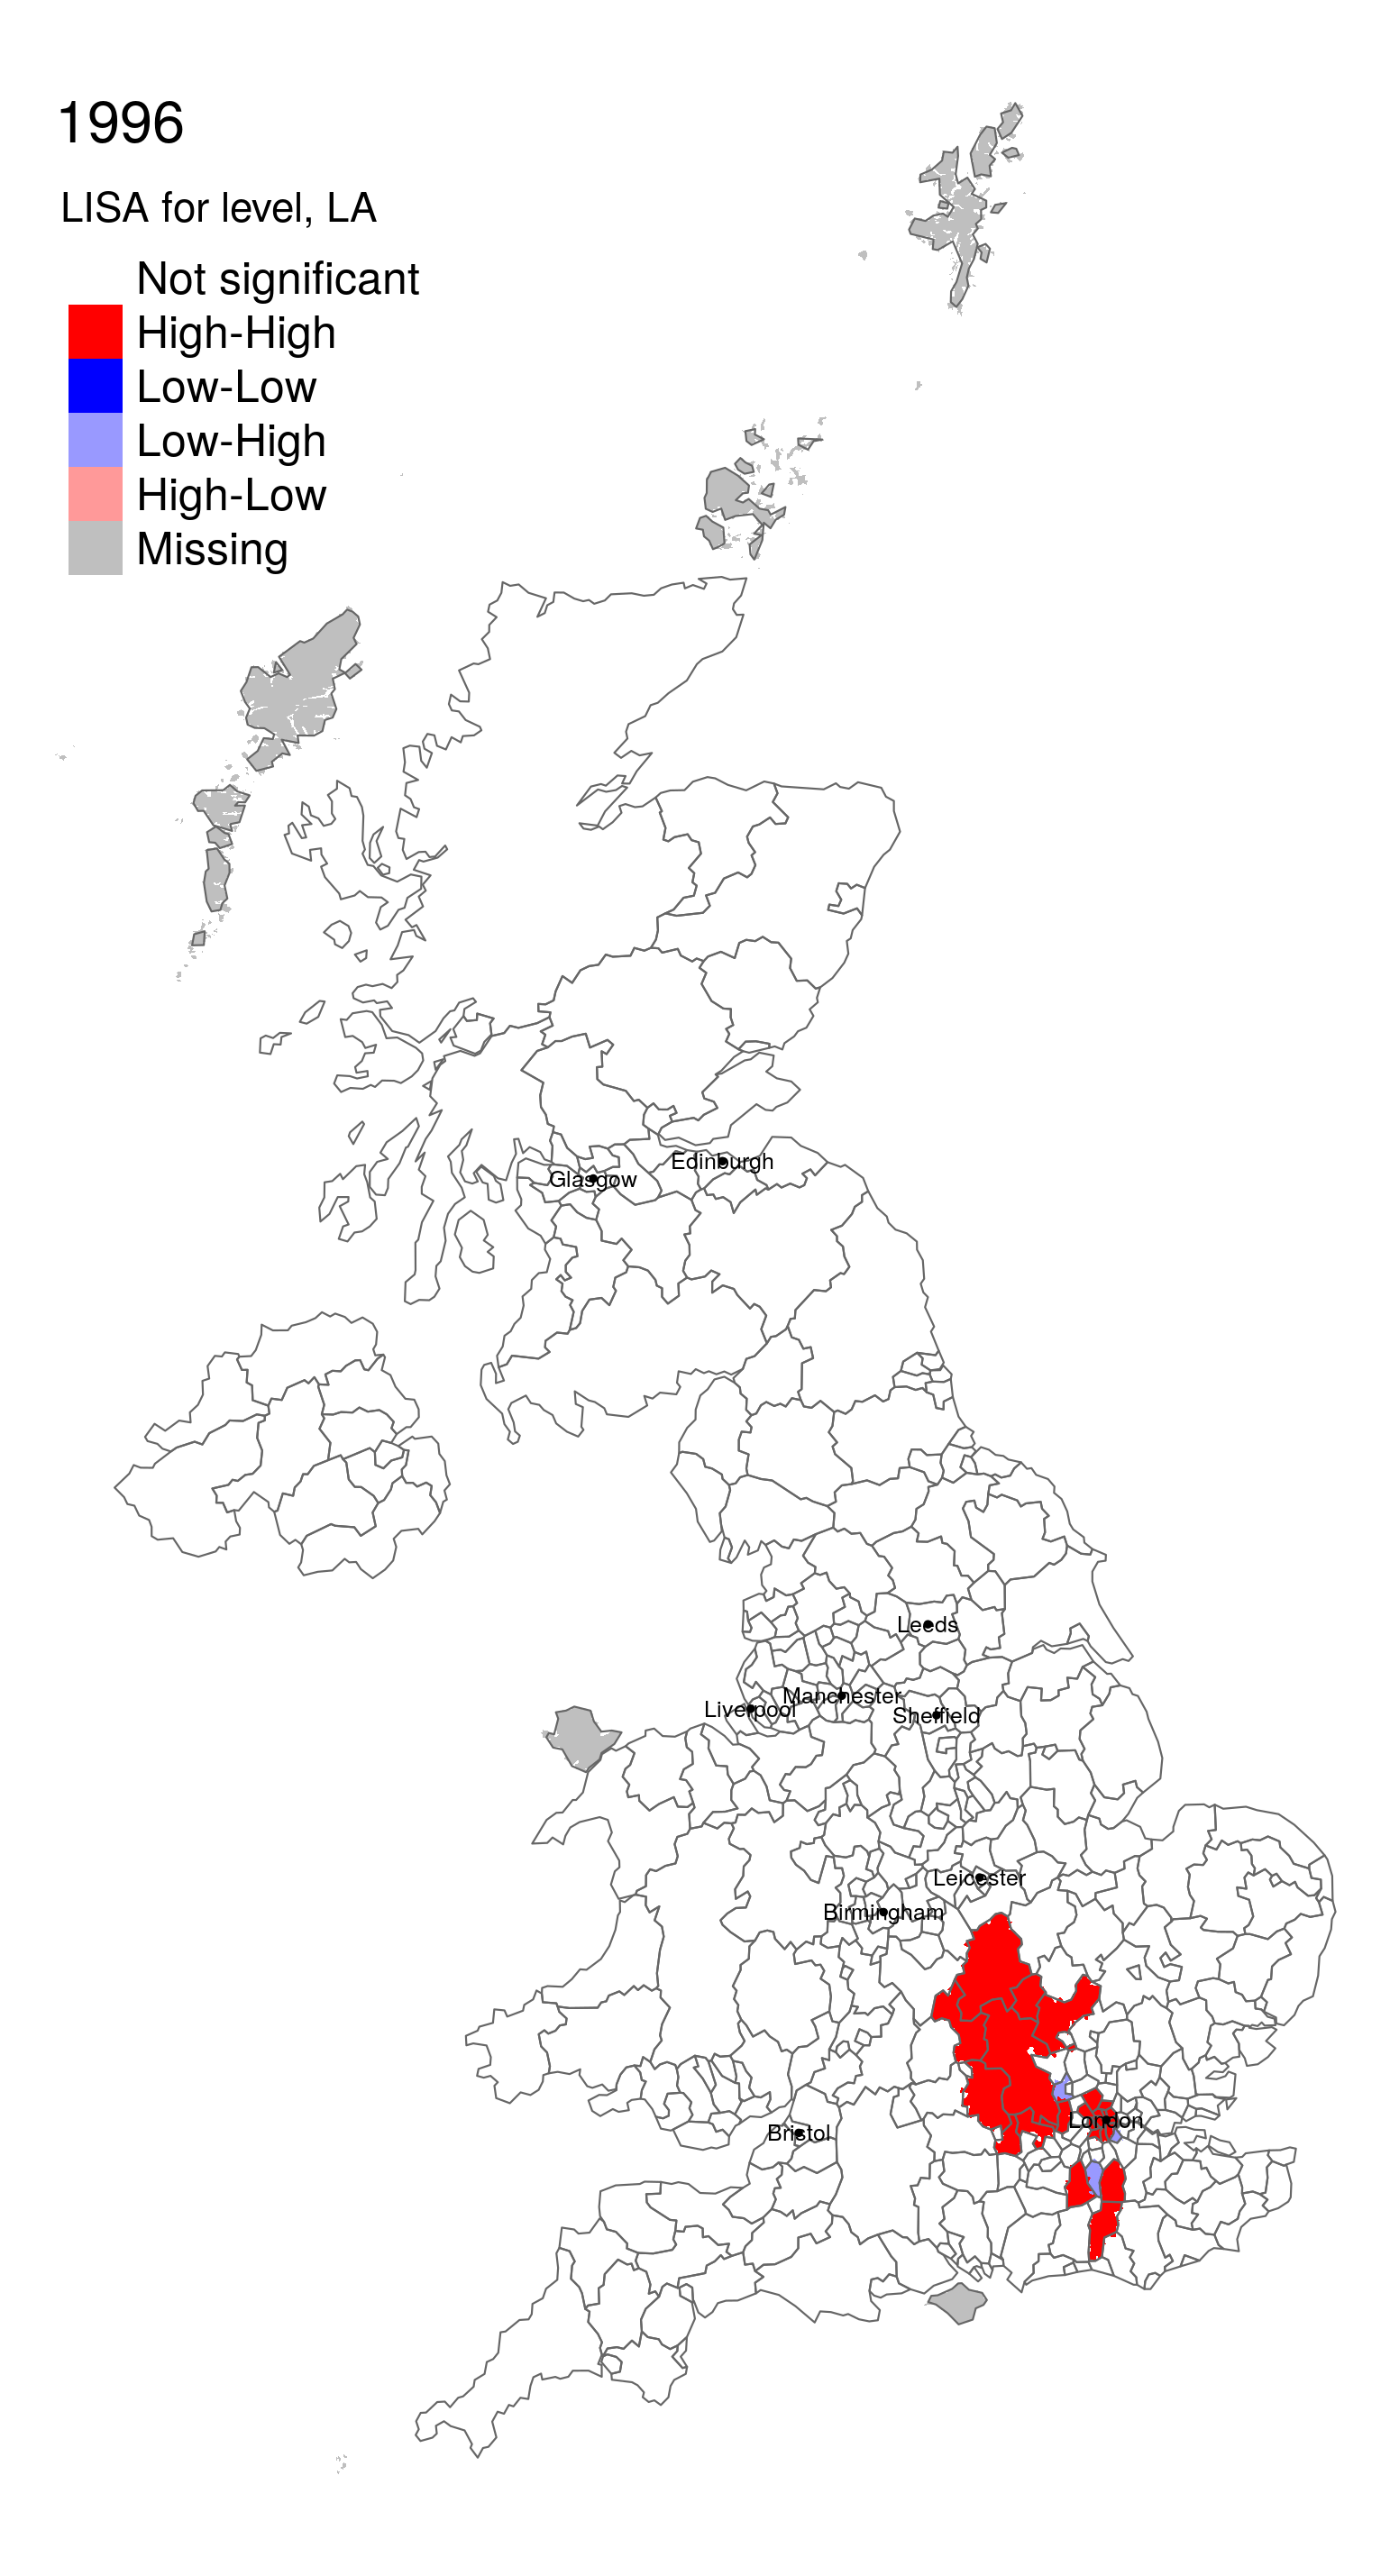 1996
LISA for level, LA
Not significant
High-High
Low-Low
Low-High
High-Low
Missing
Edinburgh
Glasgow
Leeds
Manchester
Liverpool
Sheffield
Leicester
Birmingham
London
Bristol